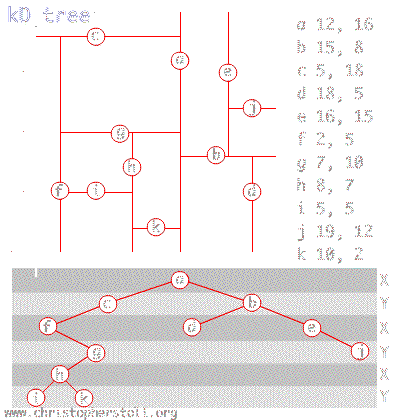 kD tree
c
a
e
j
g
b
h
f i
d
k
a 12, 16
b 15, 8
c 5, 18
d 18, 5
e 16, 15
f 2, 5
g 7, 10
h 8, 7
i 5, 5
j 19, 12
k 10, 2
a X
c b Y
f d e X
g j Y
h X
i k Y
www.christopherstoll.org